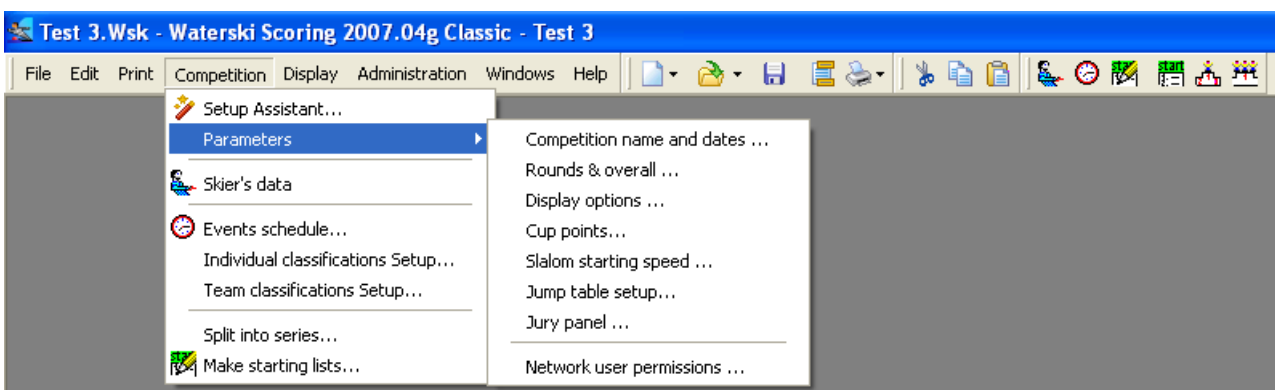 Test 3.Wsk - Waterski Scoring 2007.04g Classic - Test 3
File Edit Print Competition Display Administration Windows Help
Setup Assistant...
Parameters
Skier's data
Events schedule...
Individual classifications Setup...
Team classifications Setup...
Split into series...
Make starting lists...
Competition name and dates ...
Rounds & overall ...
Display options ...
Cup points...
Slalom starting speed ...
Jump table setup...
Jury panel ...
Network user permissions ...